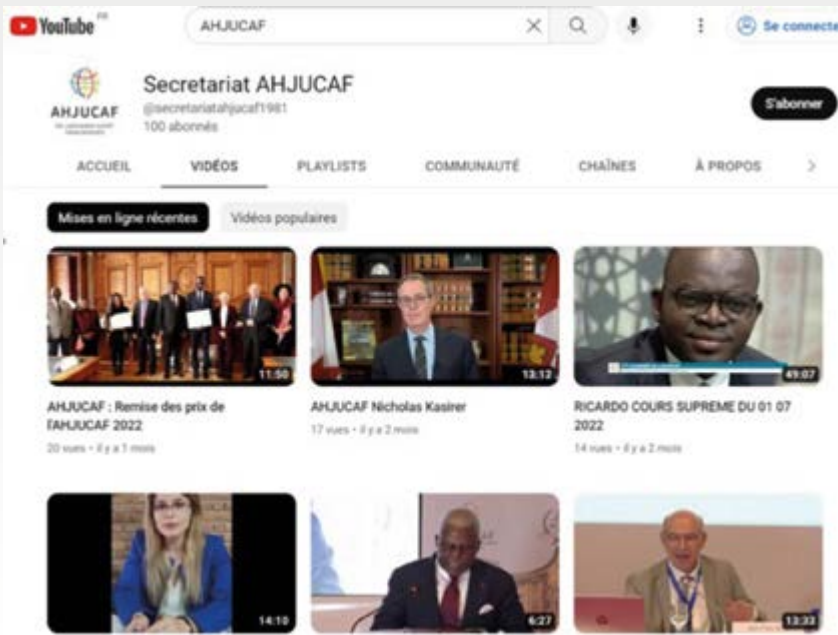 YouTube FR
AHJUCAF
Se connecte
AHJUCAF
Secretariat AHJUCAF
@secretariatahjucaf1981
100 abonnés
S'abonner
ACCUEIL VIDÉOS PLAYLISTS COMMUNAUTÉ CHAÎNES À PROPOS
Mises en ligne récentes Vidéos populaires
11:50
13:12
49:07
AHJUCAF : Remise des prix de
l'AHJUCAF 2022
20 vues • il y a 1 mois
AHJUCAF Nicholas Kasirer
17 vues • il y a 2 mois
RICARDO COURS SUPREME DU 01 07
2022
14 vues • il y a 2 mois
14:10
6:27
13:33